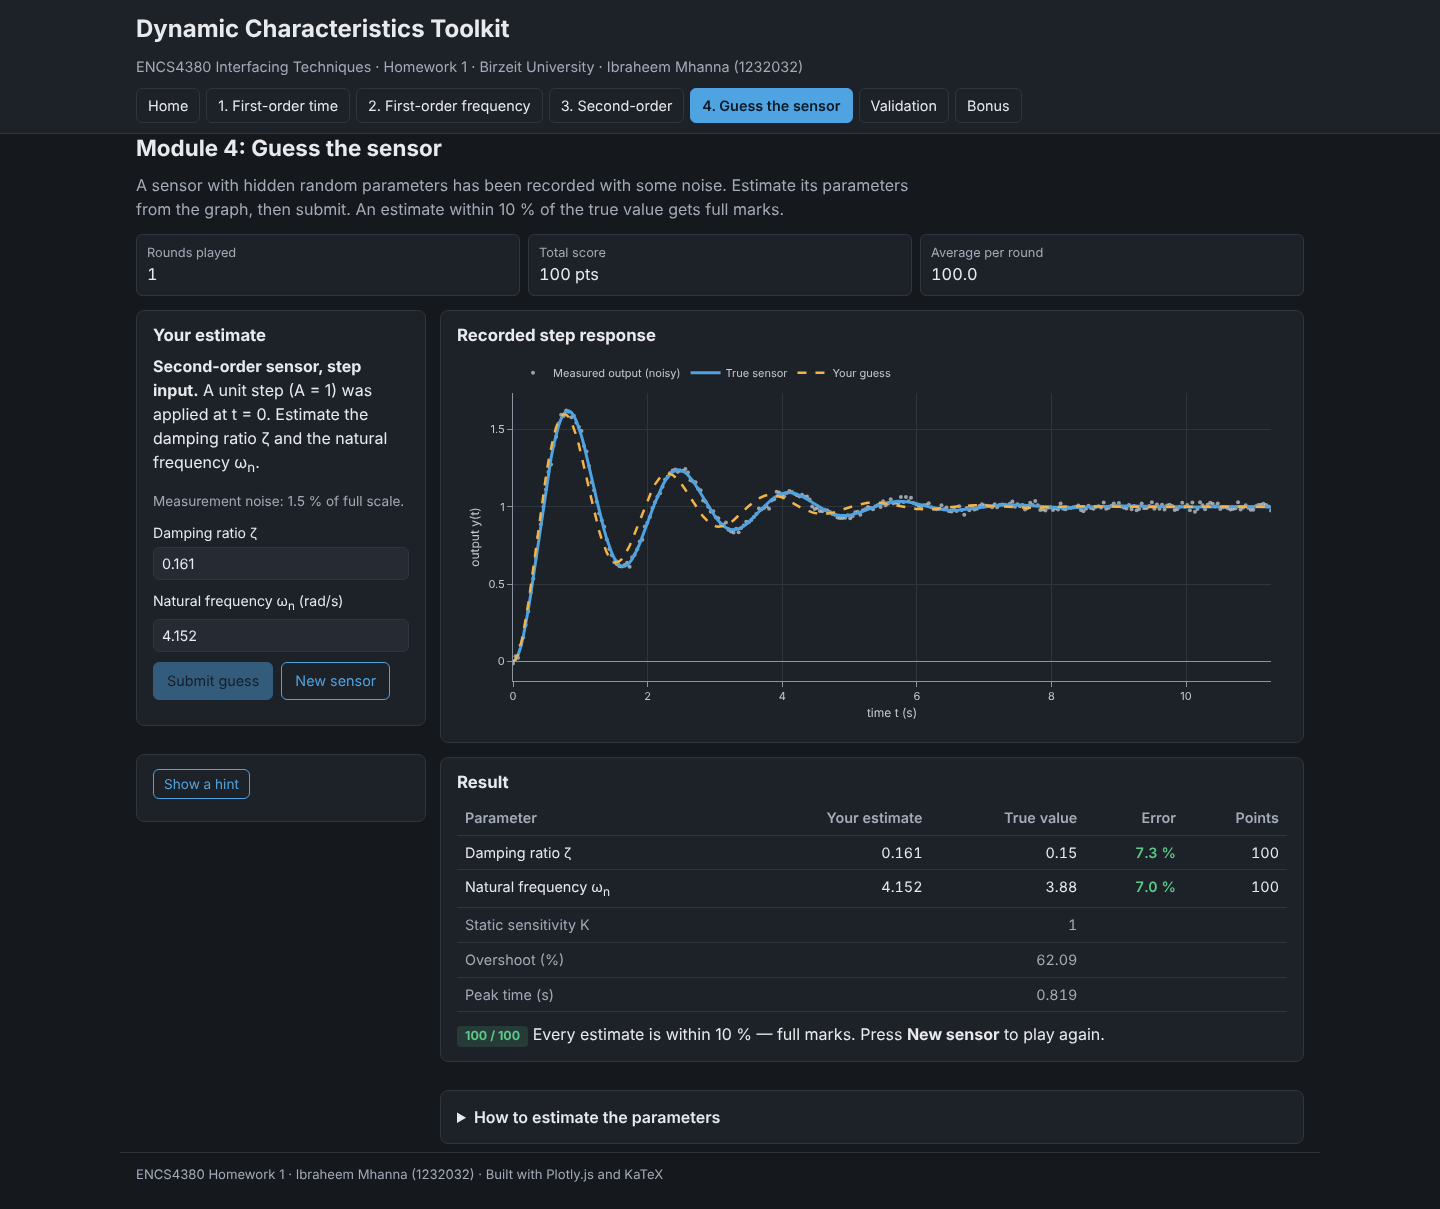 Dynamic Characteristics Toolkit
ENCS4380 Interfacing Techniques · Homework 1 · Birzeit University · Ibraheem Mhanna (1232032)
Home 1. First-order time 2. First-order frequency 3. Second-order 4. Guess the sensor Validation Bonus
Module 4: Guess the sensor
A sensor with hidden random parameters has been recorded with some noise. Estimate its parameters
from the graph, then submit. An estimate within 10 % of the true value gets full marks.
Rounds played
1
Total score
100 pts
Average per round
100.0
Your estimate
Second-order sensor, step
input. A unit step (A = 1) was
applied at t = 0. Estimate the
damping ratio ζ and the natural
frequency ωn.
Measurement noise: 1.5 % of full scale.
Damping ratio ζ
0.161
Natural frequency ωn (rad/s)
4.152
Submit guess New sensor
Show a hint
Recorded step response
Measured output (noisy) True sensor Your guess
output y(t)
1.5
1
0.5
0
0 2 4 6 8 10
time t (s)
Result
Parameter Your estimate True value Error Points
Damping ratio ζ 0.161 0.15 7.3 % 100
Natural frequency ωn 4.152 3.88 7.0 % 100
Static sensitivity K 1
Overshoot (%) 62.09
Peak time (s) 0.819
100 / 100 Every estimate is within 10 % — full marks. Press New sensor to play again.
How to estimate the parameters
ENCS4380 Homework 1 · Ibraheem Mhanna (1232032) · Built with Plotly.js and KaTeX